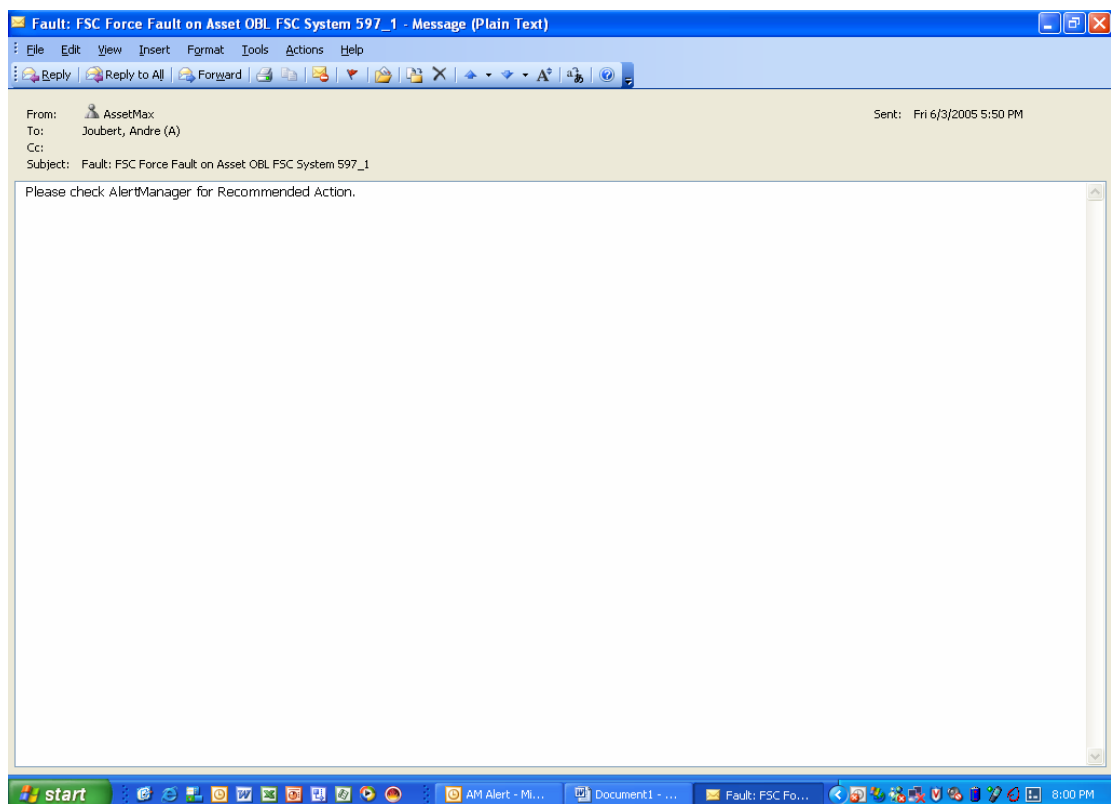 Fault: FSC Force Fault on Asset OBL FSC System 597_1 - Message (Plain Text)
File Edit View Insert Format Tools Actions Help
Reply Reply to All Forward
From: AssetMax Sent: Fri 6/3/2005 5:50 PM
To: Joubert, Andre (A)
Cc:
Subject: Fault: FSC Force Fault on Asset OBL FSC System 597_1
Please check AlertManager for Recommended Action.
start AM Alert - Mi... Document1 - ... Fault: FSC Fo... 8:00 PM